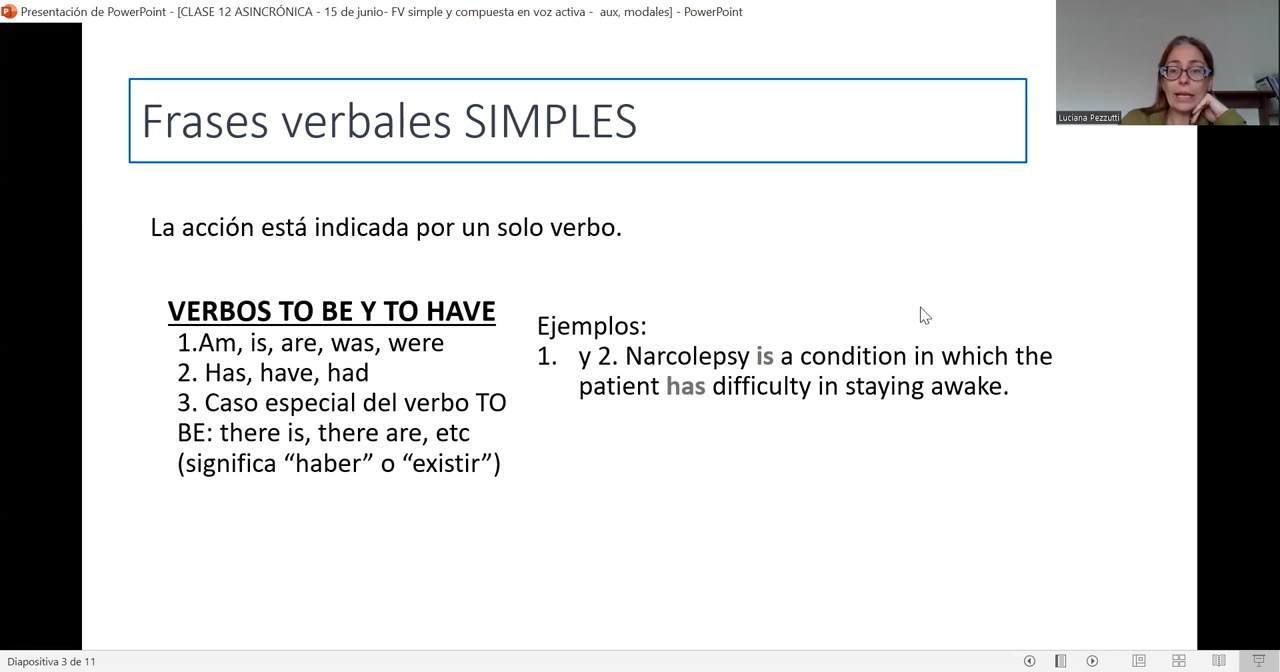 Presentación de PowerPoint - [CLASE 12 ASINCRÓNICA - 15 de junio- FV simple y compuesta en voz activa -  aux, modales] - PowerPoint
Luciana Pezzutti
Frases verbales SIMPLES
La acción está indicada por un solo verbo.
VERBOS TO BE Y TO HAVE
1.Am, is, are, was, were
2. Has, have, had
3. Caso especial del verbo TO
BE: there is, there are, etc
(significa “haber” o “existir”)
Ejemplos:
1. y 2. Narcolepsy is a condition in which the
patient has difficulty in staying awake.
Diapositiva 3 de 11